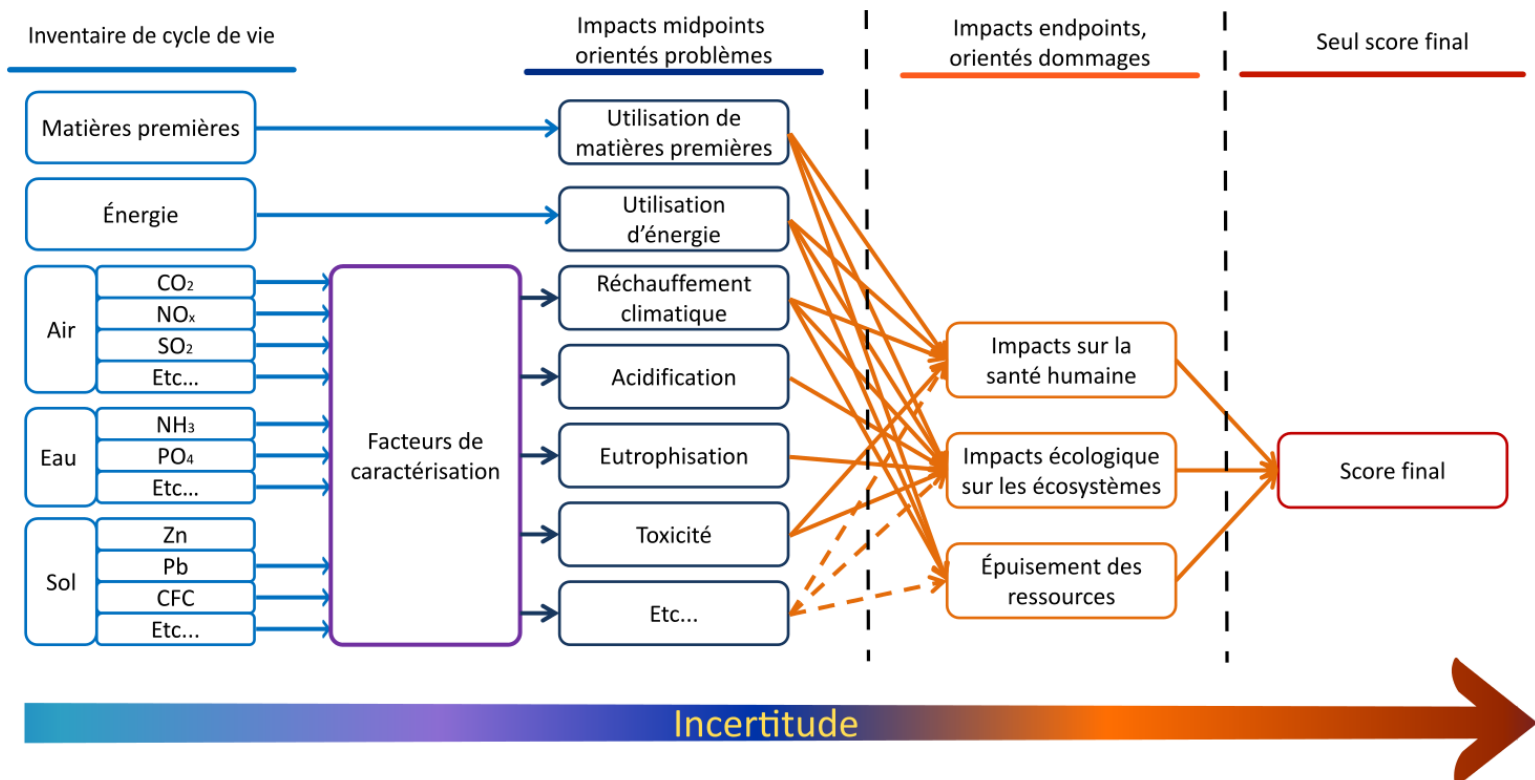 Inventaire de cycle de vie
Impacts midpoints
orientés problèmes
Impacts endpoints,
orientés dommages
Seul score final
Matières premières
Énergie
Air
CO₂
NOₓ
SO₂
Etc...
Eau
NH₃
PO₄
Etc...
Sol
Zn
Pb
CFC
Etc...
Facteurs de
caractérisation
Utilisation de
matières premières
Utilisation
d’énergie
Réchauffement
climatique
Acidification
Eutrophisation
Toxicité
Etc...
Impacts sur la
santé humaine
Impacts écologique
sur les écosystèmes
Épuisement des
ressources
Score final
Incertitude